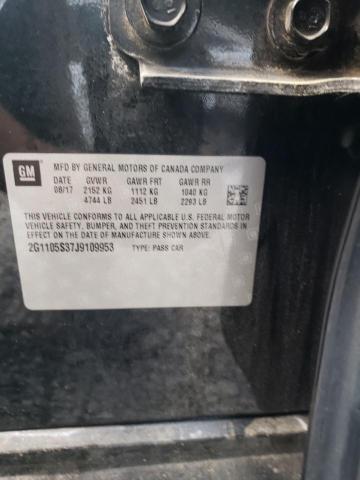 GM
MFD BY GENERAL MOTORS OF CANADA COMPANY
DATE GVWR GAWR FRT GAWR RR
08/17 2152 KG 1112 KG 1040 KG
4744 LB 2451 LB 2293 LB
THIS VEHICLE CONFORMS TO ALL APPLICABLE U.S. FEDERAL MOTOR
VEHICLE SAFETY, BUMPER, AND THEFT PREVENTION STANDARDS
IN EFFECT ON THE DATE OF MANUFACTURE SHOWN ABOVE.
2G1105S37J9109953 TYPE: PASS CAR